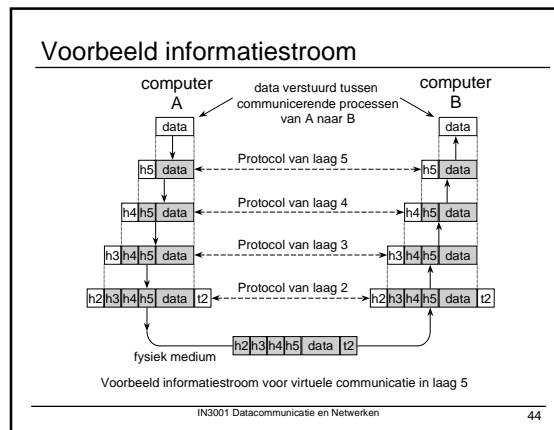 Voorbeeld informatiestroom
computer
A
data verstuurd tussen
communicerende processen
van A naar B
computer
B
data
data
h5 data
Protocol van laag 5
h5 data
h4 h5 data
Protocol van laag 4
h4 h5 data
h3 h4 h5 data
Protocol van laag 3
h3 h4 h5 data
h2 h3 h4 h5 data t2
Protocol van laag 2
h2 h3 h4 h5 data t2
fysiek medium
h2 h3 h4 h5 data t2
Voorbeeld informatiestroom voor virtuele communicatie in laag 5
IN3001 Datacommunicatie en Netwerken
44